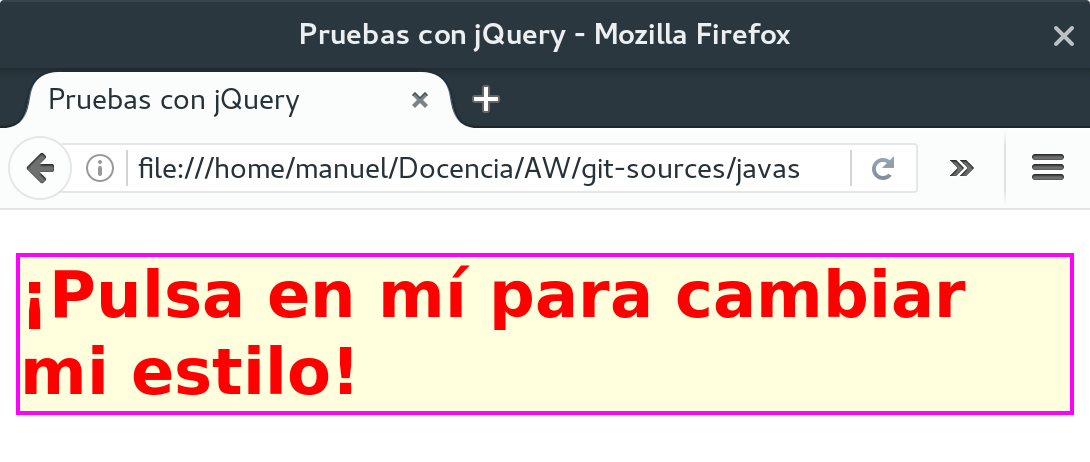 Pruebas con jQuery - Mozilla Firefox
Pruebas con jQuery
file:///home/manuel/Docencia/AW/git-sources/javas
¡Pulsa en mí para cambiar
mi estilo!